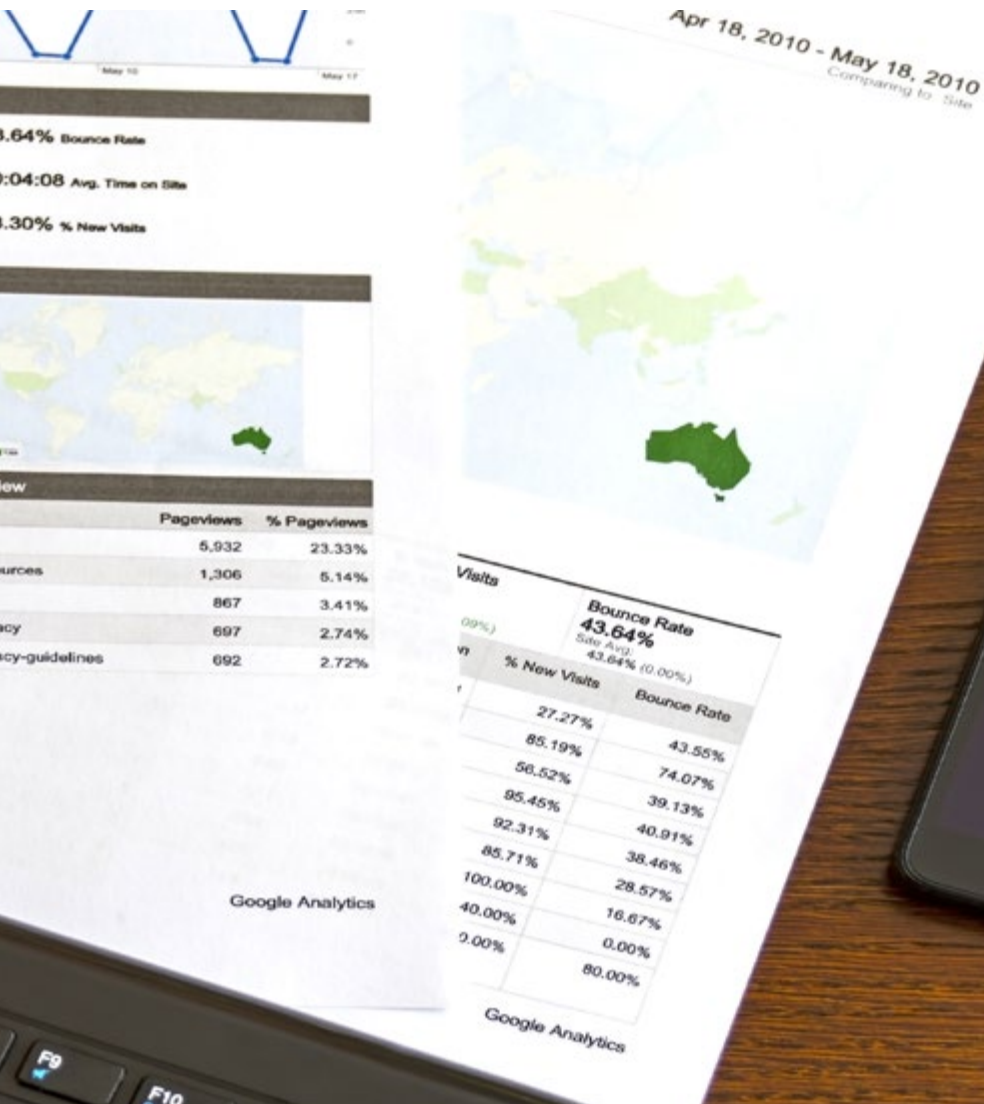 May 10 May 17
.64% Bounce Rate
:04:08 Avg. Time on Site
.30% % New Visits
ew
Pageviews % Pageviews
5,932 23.33%
urces 1,306 5.14%
867 3.41%
acy 697 2.74%
cy-guidelines 692 2.72%
Google Analytics
Apr 18, 2010 - May 18, 2010
Comparing to Site
Visits
09%)
Bounce Rate
43.64%
Site Avg:
43.64% (0.00%)
n % New Visits Bounce Rate
27.27% 43.55%
85.19% 74.07%
56.52% 39.13%
95.45% 40.91%
92.31% 38.46%
85.71% 28.57%
100.00% 16.67%
40.00% 0.00%
0.00% 80.00%
Google Analytics
F9
F10